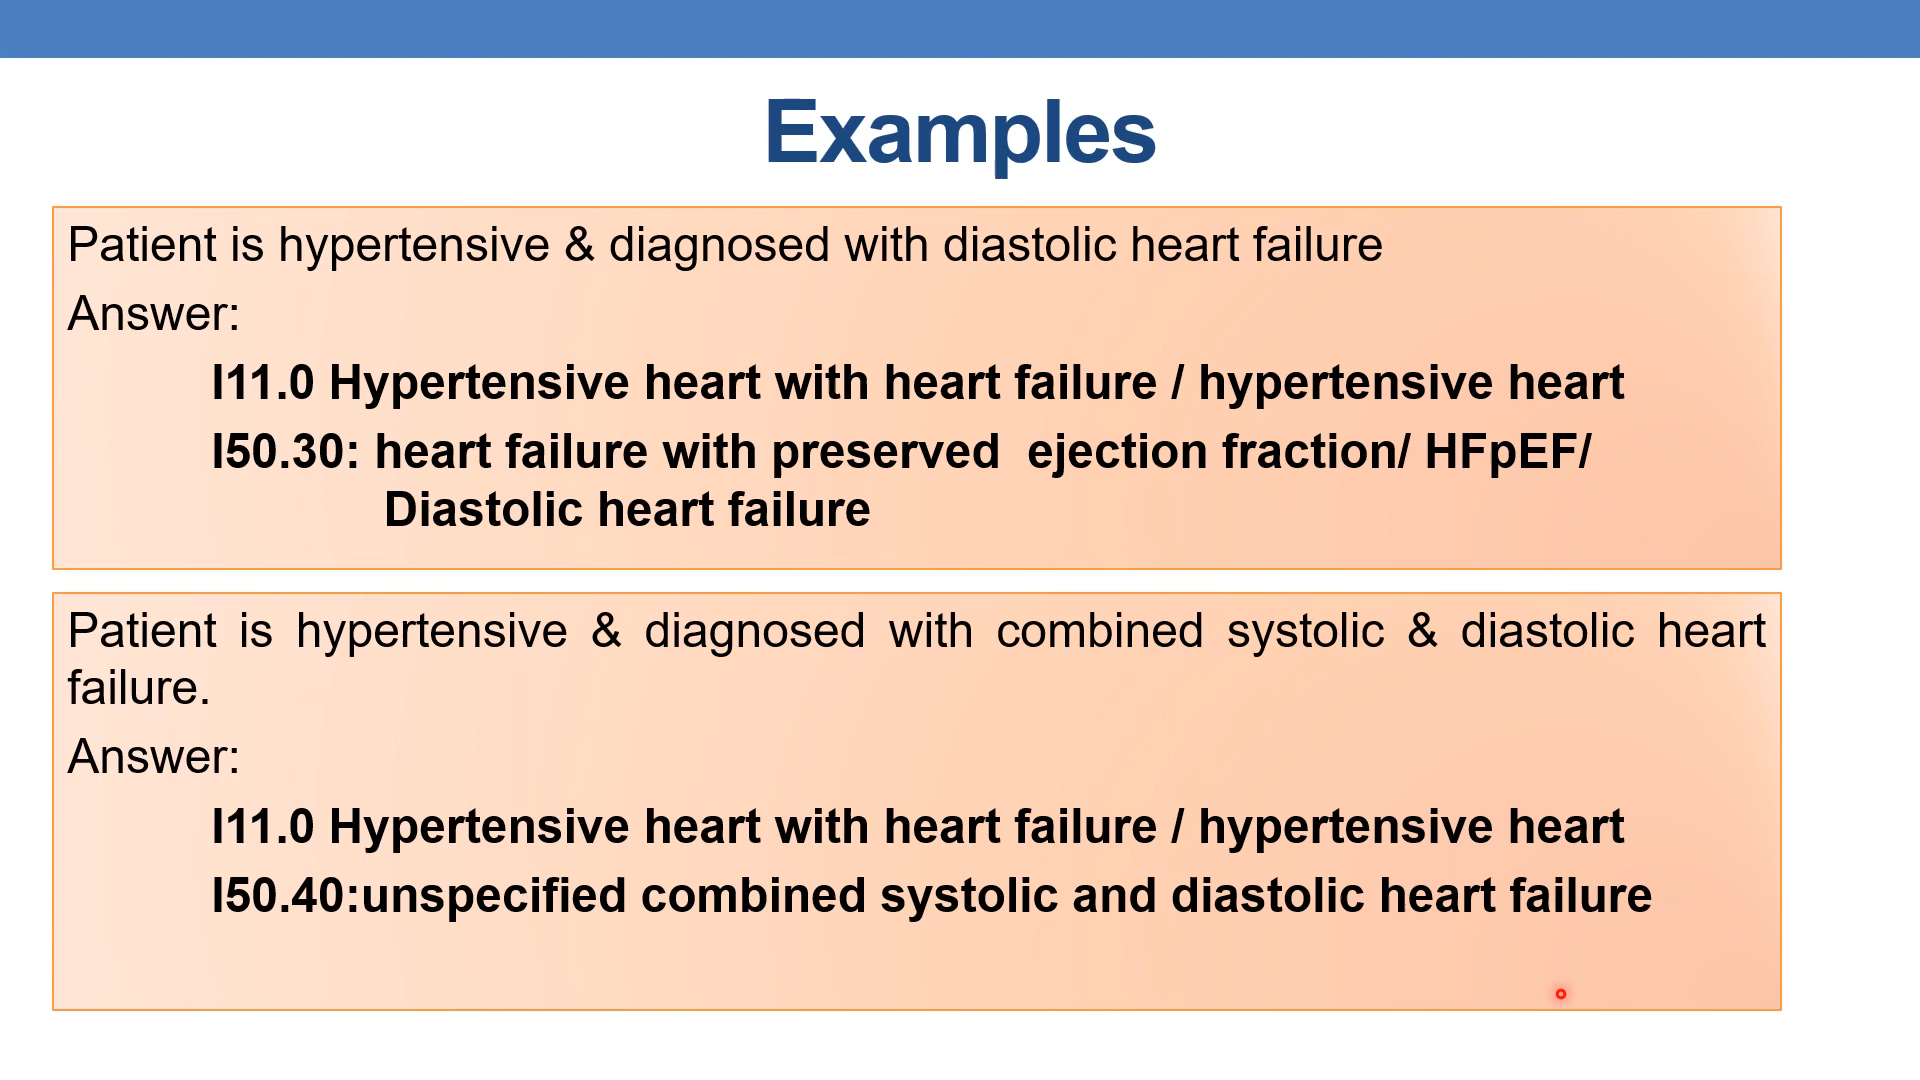 Examples
Patient is hypertensive & diagnosed with diastolic heart failure
Answer:
I11.0 Hypertensive heart with heart failure / hypertensive heart
I50.30: heart failure with preserved  ejection fraction/ HFpEF/
Diastolic heart failure
Patient is hypertensive & diagnosed with combined systolic & diastolic heart
failure.
Answer:
I11.0 Hypertensive heart with heart failure / hypertensive heart
I50.40:unspecified combined systolic and diastolic heart failure